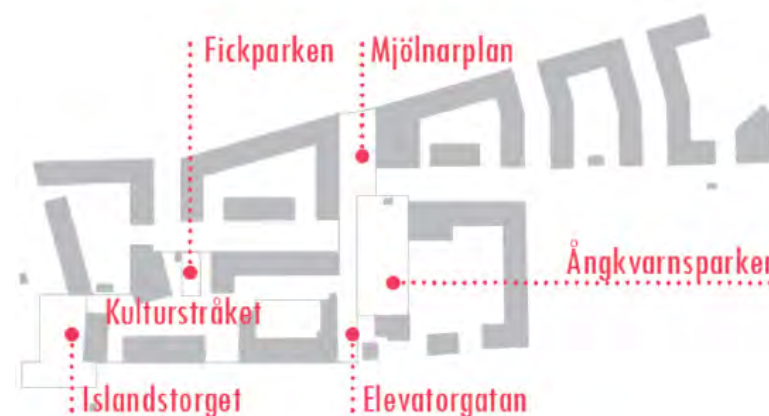 Fickparken
Mjölnarplan
Ångkvarnsparken
Kulturstråket
Islandstorget
Elevatorgatan